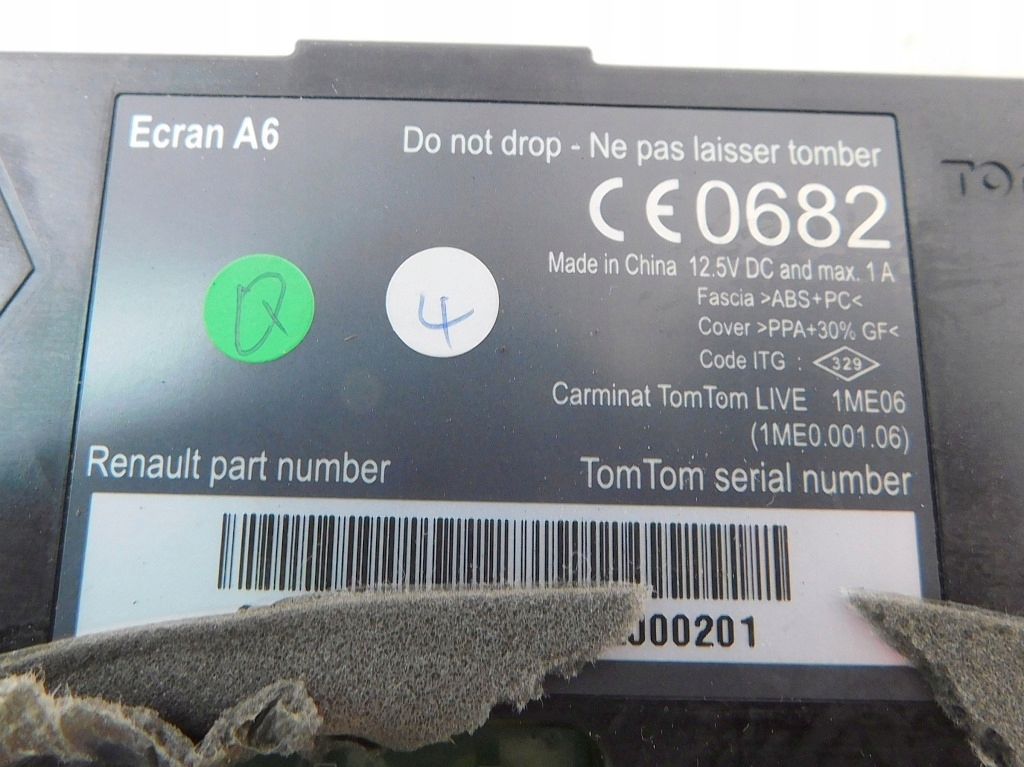 Ecran A6
Do not drop - Ne pas laisser tomber
CE 0682
Made in China 12.5V DC and max. 1 A
Fascia >ABS+PC<
Cover >PPA+30% GF<
Code ITG : 329
Carminat TomTom LIVE 1ME06
(1ME0.001.06)
Renault part number
TomTom serial number
Q
4